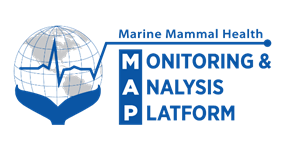 Marine Mammal Health
MONITORING &
ANALYSIS
PLATFORM